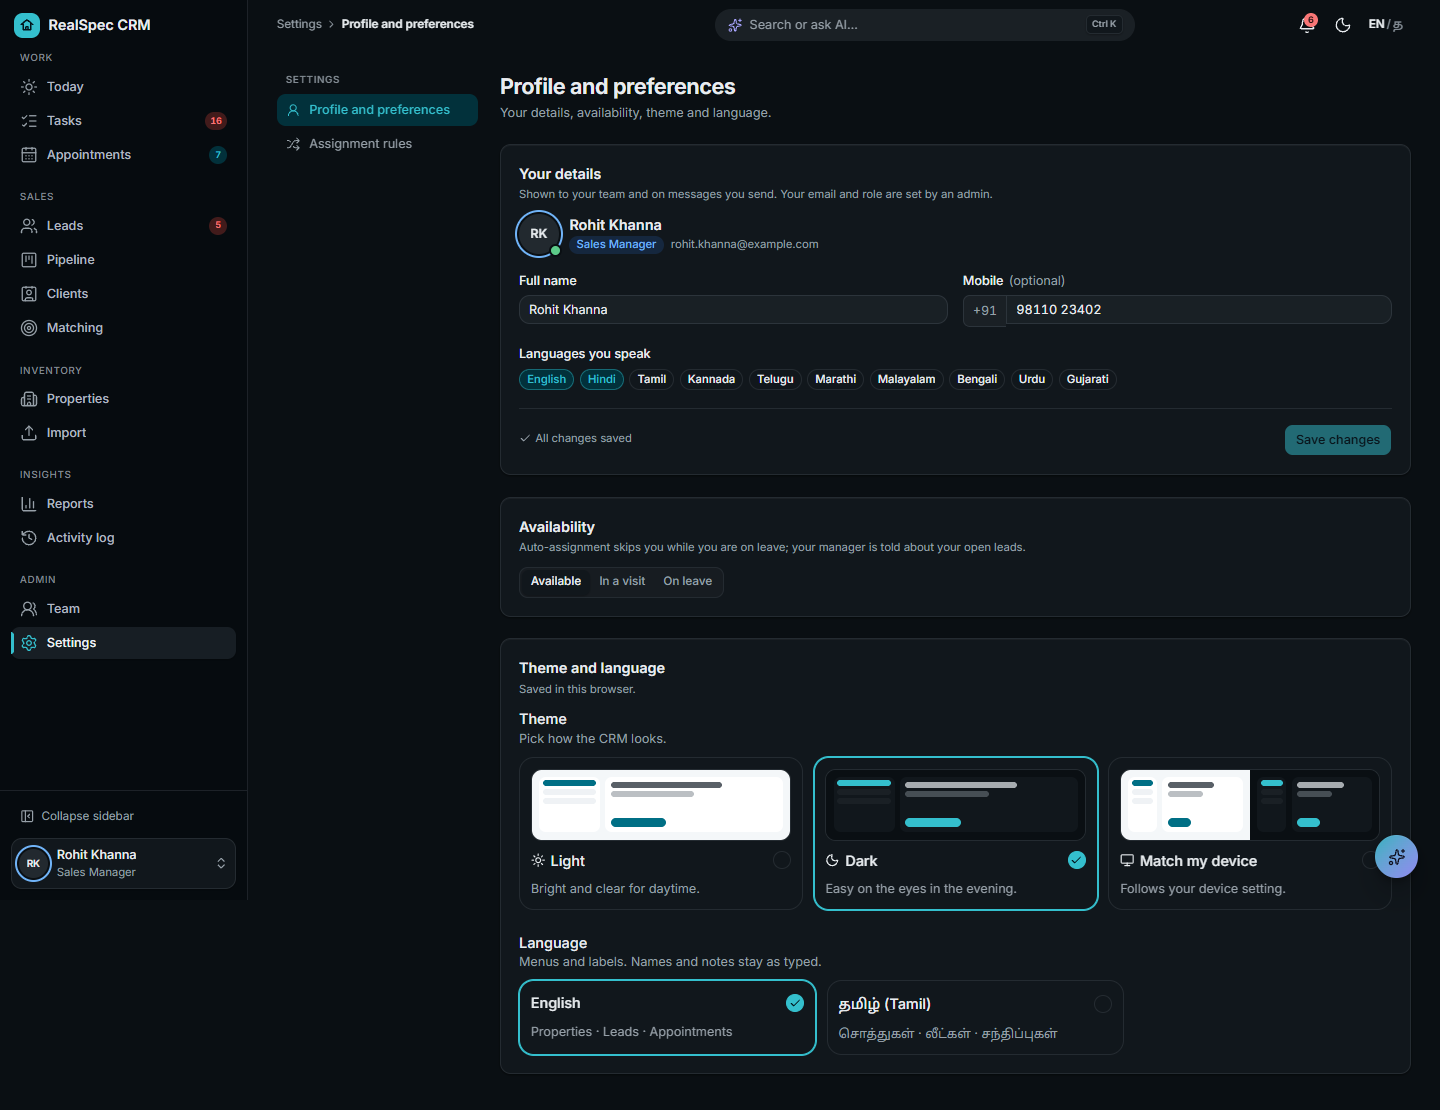 RealSpec CRM
WORK
Today
Tasks
16
Appointments
7
SALES
Leads
5
Pipeline
Clients
Matching
INVENTORY
Properties
Import
INSIGHTS
Reports
Activity log
ADMIN
Team
Settings
Collapse sidebar
RK
Rohit Khanna
Sales Manager
Settings > Profile and preferences
Search or ask AI...
Ctrl K
6
EN / த
SETTINGS
Profile and preferences
Assignment rules
Profile and preferences
Your details, availability, theme and language.
Your details
Shown to your team and on messages you send. Your email and role are set by an admin.
RK
Rohit Khanna
Sales Manager rohit.khanna@example.com
Full name
Rohit Khanna
Mobile (optional)
+91 98110 23402
Languages you speak
English Hindi Tamil Kannada Telugu Marathi Malayalam Bengali Urdu Gujarati
All changes saved
Save changes
Availability
Auto-assignment skips you while you are on leave; your manager is told about your open leads.
Available In a visit On leave
Theme and language
Saved in this browser.
Theme
Pick how the CRM looks.
Light
Bright and clear for daytime.
Dark
Easy on the eyes in the evening.
Match my device
Follows your device setting.
Language
Menus and labels. Names and notes stay as typed.
English
Properties · Leads · Appointments
தமிழ் (Tamil)
சொத்துகள் · லீட்கள் · சந்திப்புகள்